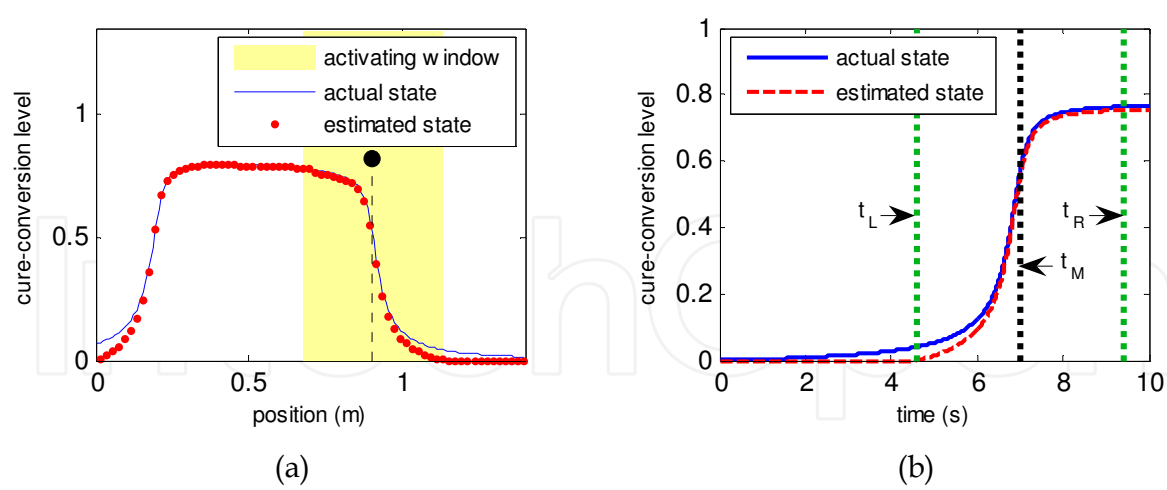 activating window
actual state
estimated state
cure-conversion level
1
0.5
0
0
0.5
1
position (m)
(a)
actual state
estimated state
cure-conversion level
1
0.8
0.6
0.4
0.2
0
t L
t R
t M
0
2
4
6
8
10
time (s)
(b)